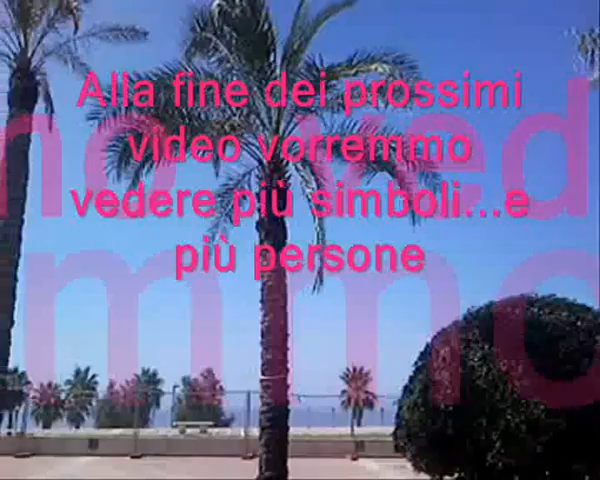 Alla fine dei prossimi
video vorremmo
vedere più simboli...e
più persone